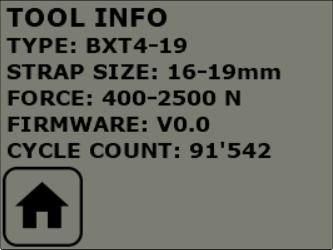 TOOL INFO
TYPE: BXT4-19
STRAP SIZE: 16-19mm
FORCE: 400-2500 N
FIRMWARE: V0.0
CYCLE COUNT: 91'542